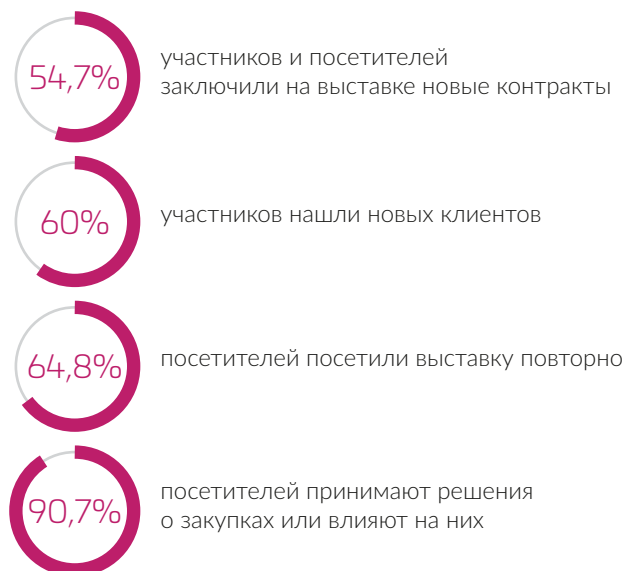 54,7%
участников и посетителей
заключили на выставке новые контракты
60%
участников нашли новых клиентов
64,8%
посетителей посетили выставку повторно
90,7%
посетителей принимают решения
о закупках или влияют на них